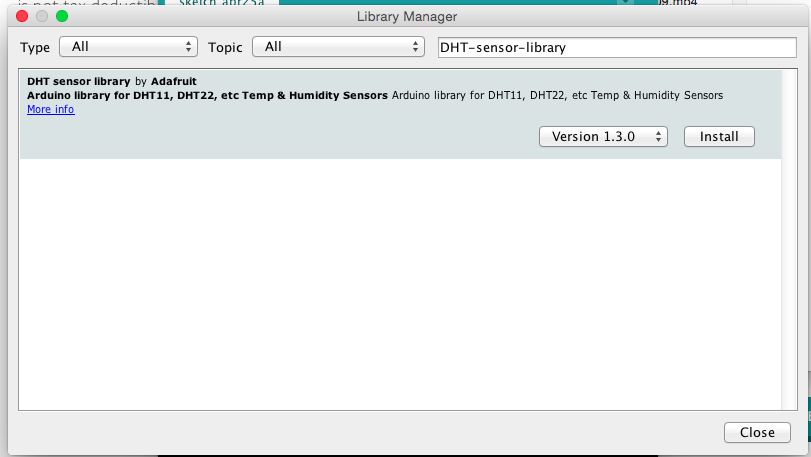 is not tax deductib
sketch_apr25a
09.mp4
Library Manager
Type All Topic All DHT-sensor-library
DHT sensor library by Adafruit
Arduino library for DHT11, DHT22, etc Temp & Humidity Sensors Arduino library for DHT11, DHT22, etc Temp & Humidity Sensors
More info
Version 1.3.0 Install
Close